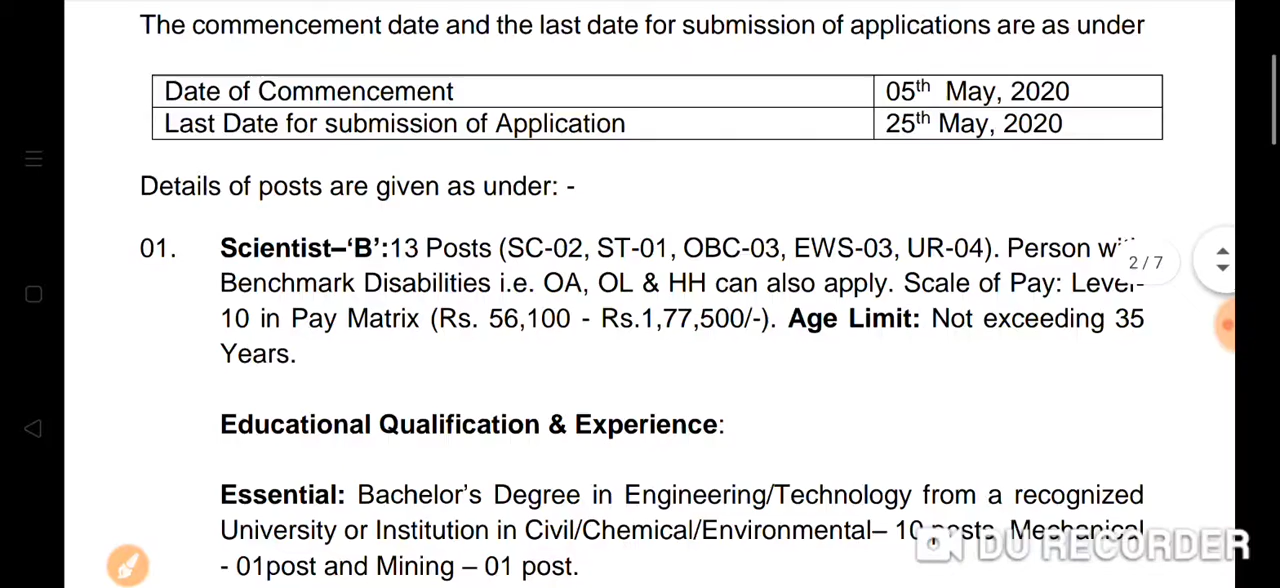 The commencement date and the last date for submission of applications are as under
Date of Commencement 05th May, 2020
Last Date for submission of Application 25th May, 2020
Details of posts are given as under: -
01. Scientist–‘B’:13 Posts (SC-02, ST-01, OBC-03, EWS-03, UR-04). Person
2/7
Benchmark Disabilities i.e. OA, OL & HH can also apply. Scale of Pay: Level-
10 in Pay Matrix (Rs. 56,100 - Rs.1,77,500/-). Age Limit: Not exceeding 35
Years.
Educational Qualification & Experience:
Essential: Bachelor’s Degree in Engineering/Technology from a recognized
University or Institution in Civil/Chemical/Environmental– 10 posts, Mechanical
- 01post and Mining – 01 post.
DU RECORDER